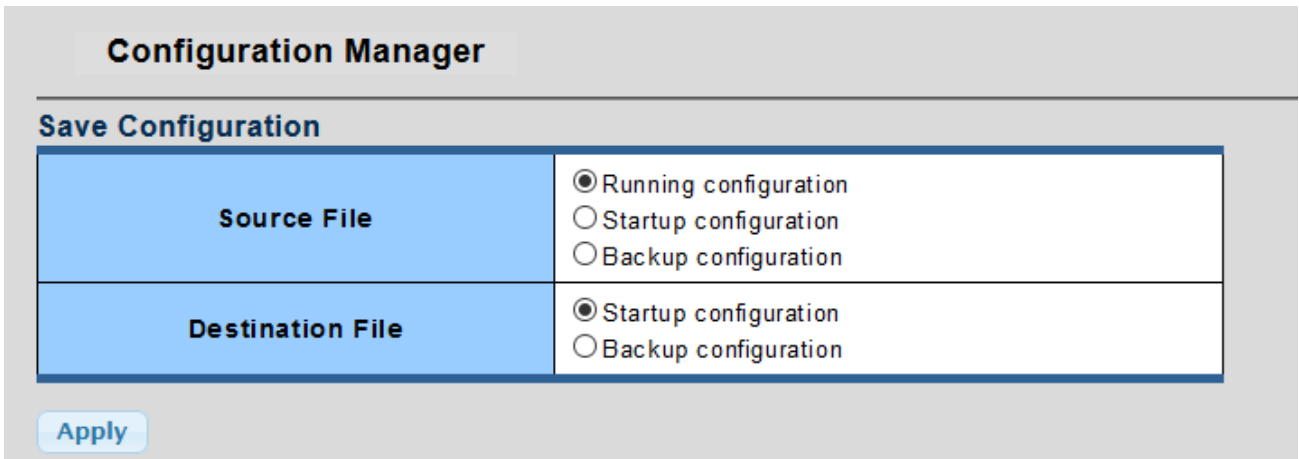 Configuration Manager
Save Configuration
Source File
Running configuration
Startup configuration
Backup configuration
Destination File
Startup configuration
Backup configuration
Apply